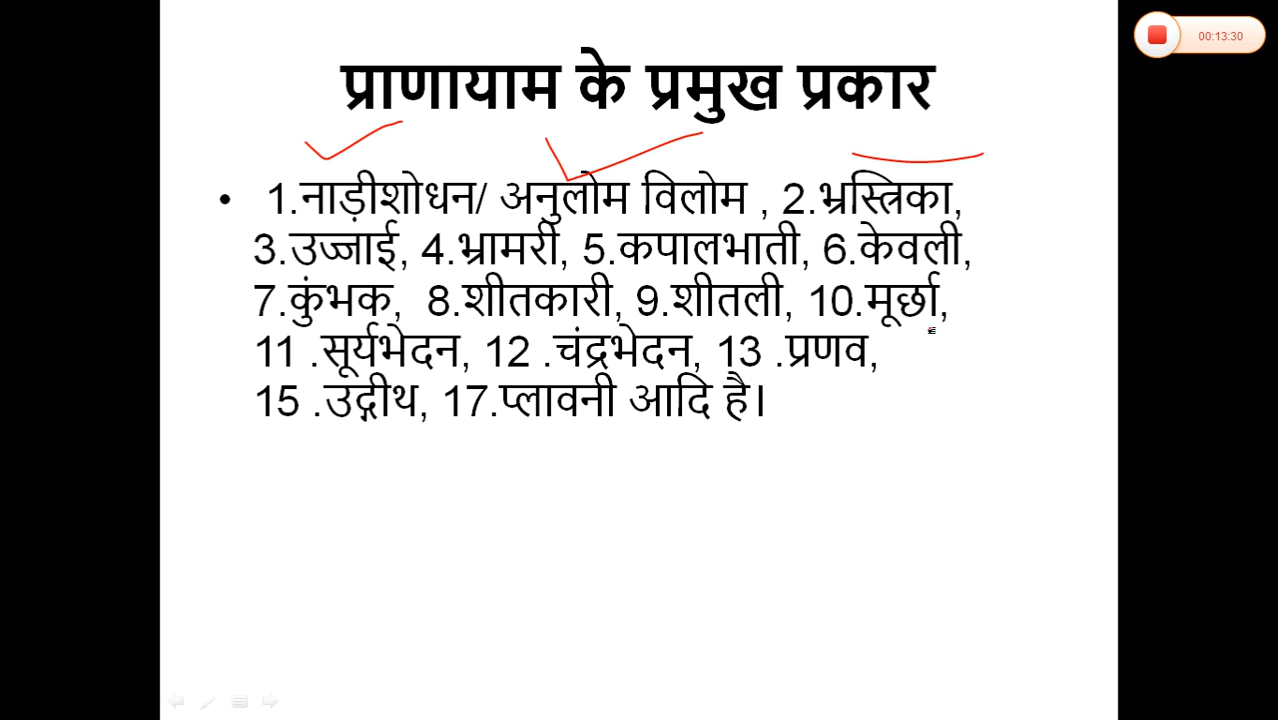 00:13:30
प्राणायाम के प्रमुख प्रकार
• 1.नाड़ीशोधन/ अनुलोम विलोम , 2.भ्रस्त्रिका,
3.उज्जाई, 4.भ्रामरी, 5.कपालभाती, 6.केवली,
7.कुंभक, 8.शीतकारी, 9.शीतली, 10.मूर्छा,
11 .सूर्यभेदन, 12 .चंद्रभेदन, 13 .प्रणव,
15 .उद्गीथ, 17.प्लावनी आदि है।